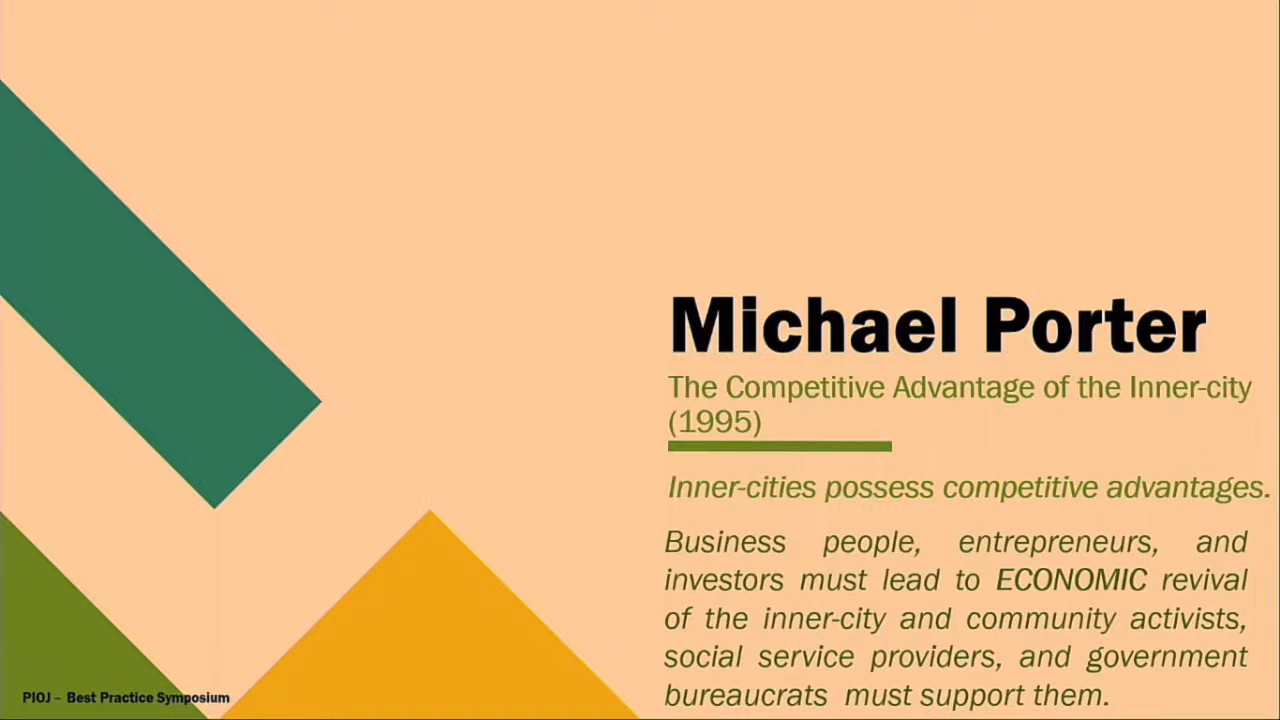 Michael Porter
The Competitive Advantage of the Inner-city
(1995)
Inner-cities possess competitive advantages.
Business people, entrepreneurs, and
investors must lead to ECONOMIC revival
of the inner-city and community activists,
social service providers, and government
bureaucrats must support them.
PIOJ – Best Practice Symposium